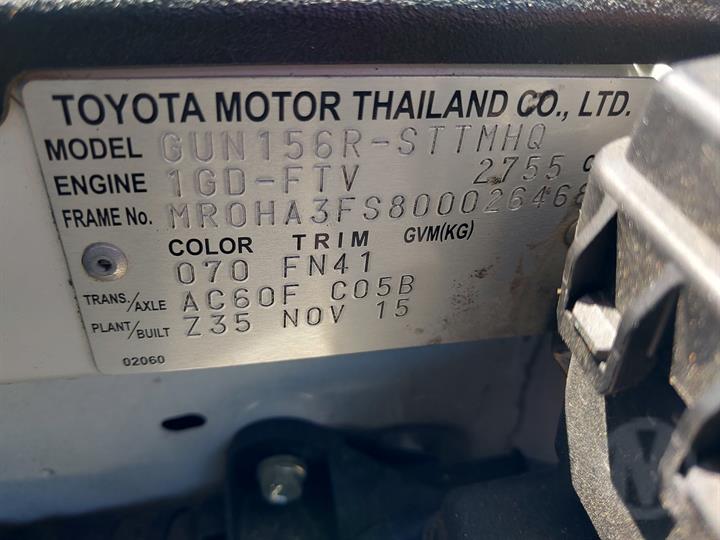 TOYOTA MOTOR THAILAND CO., LTD.
MODEL GUN156R-STTMHQ
ENGINE 1GD-FTV 2755 C
FRAME No. MR0HA3FS80002646
COLOR TRIM GVM(KG)
070 FN41
TRANS./AXLE AC60F C05B
PLANT/BUILT Z35 NOV 15
02060